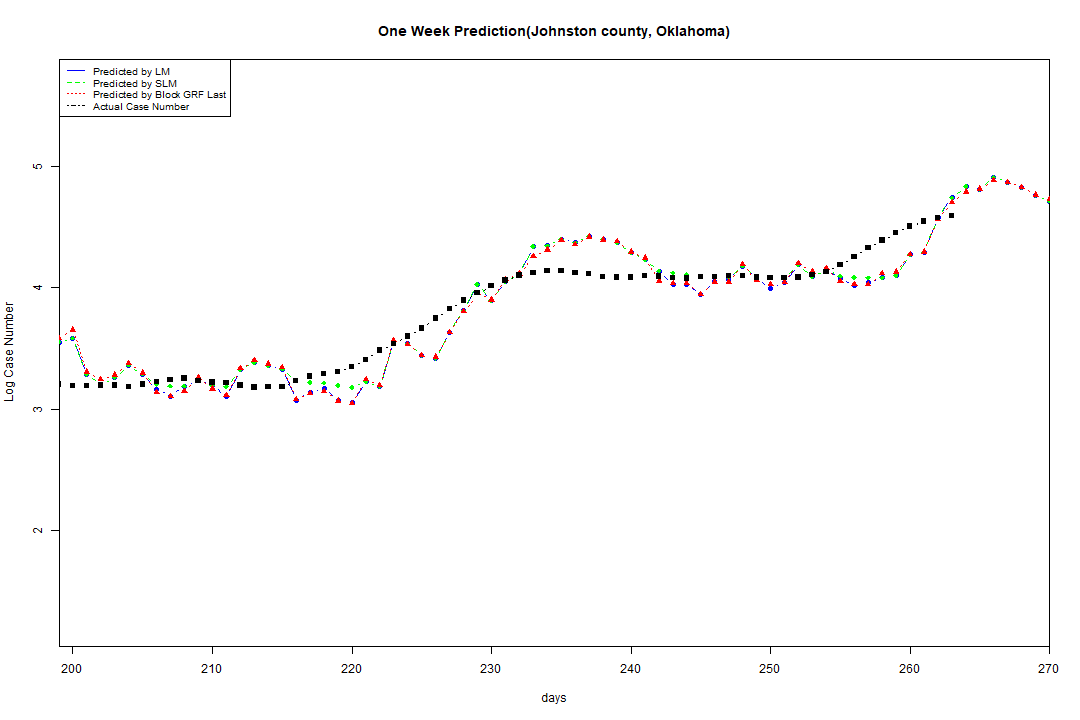 One Week Prediction(Johnston county, Oklahoma)
Predicted by LM
Predicted by SLM
Predicted by Block GRF Last
Actual Case Number
5
4
3
2
Log Case Number
200 210 220 230 240 250 260 270
days